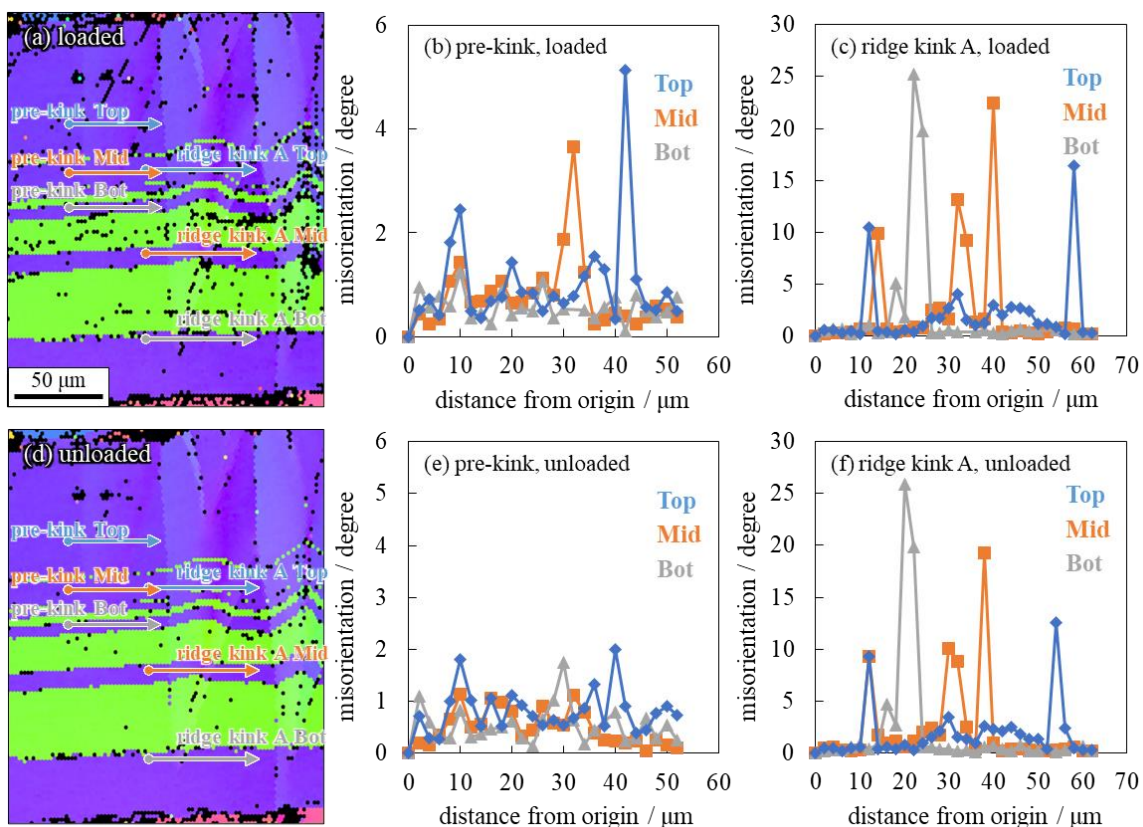 (a) loaded
pre-kink Top
pre-kink Mid
ridge kink A Top
pre-kink Bot
ridge kink A Mid
ridge kink A Bot
50 μm
(b) pre-kink, loaded
Top
Mid
Bot
misorientation / degree
6
4
2
0
0 10 20 30 40 50 60
distance from origin / μm
(c) ridge kink A, loaded
Top
Mid
Bot
misorientation / degree
30
25
20
15
10
5
0
0 10 20 30 40 50 60 70
distance from origin / μm
(d) unloaded
pre-kink Top
pre-kink Mid
ridge kink A Top
pre-kink Bot
ridge kink A Mid
ridge kink A Bot
(e) pre-kink, unloaded
Top
Mid
Bot
misorientation / degree
6
5
4
3
2
1
0
0 10 20 30 40 50 60
distance from origin / μm
(f) ridge kink A, unloaded
Top
Mid
Bot
misorientation / degree
30
25
20
15
10
5
0
0 10 20 30 40 50 60 70
distance from origin / μm